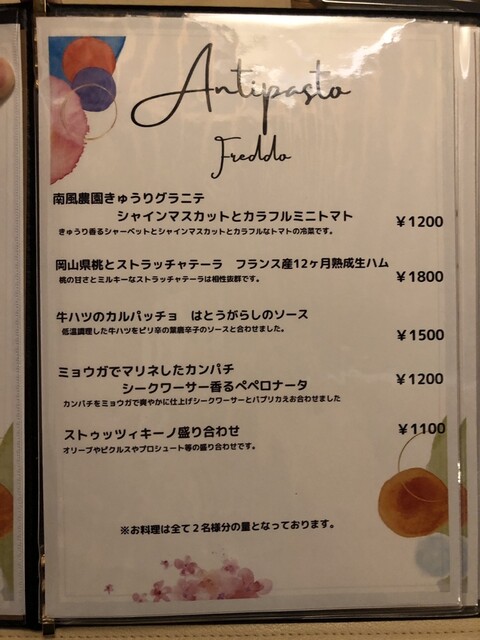 Antipasto
Freddo
南風農園きゅうりグラニテ
シャインマスカットとカラフルミニトマト
￥1200
きゅうり香るシャーベットとシャインマスカットとカラフルなトマトの冷菜です。
岡山県桃とストラッチャテーラ　フランス産12ヶ月熟成生ハム
￥1800
桃の甘さとミルキーなストラッチャテーラは相性抜群です。
牛ハツのカルパッチョ　はとうがらしのソース
￥1500
低温調理した牛ハツをピリ辛の葉唐辛子のソースと合わせました。
ミョウガでマリネしたカンパチ
￥1200
シークワーサー香るペペロナータ
カンパチをミョウガで爽やかに仕上げシークワーサーとパプリカえお合わせました
ストゥッツィキーノ盛り合わせ
￥1100
オリーブやピクルスやプロシュート等の盛り合わせです。
※お料理は全て２名様分の量となっております。